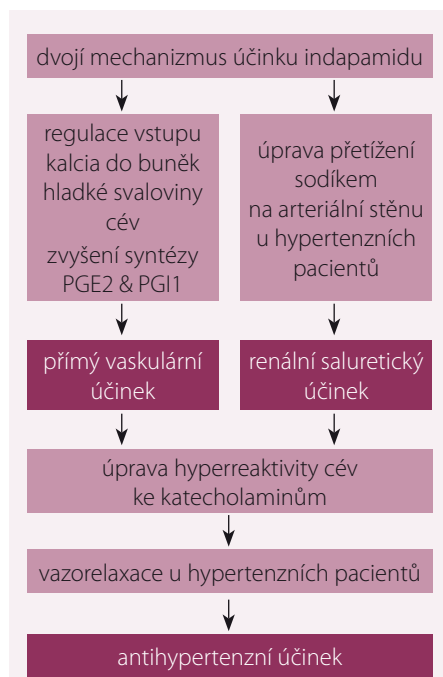 dvojí mechanizmus účinku indapamidu
regulace vstupu
kalcia do buněk
hladké svaloviny
cév
zvýšení syntézy
PGE2 & PGI1
úprava přetížení
sodíkem
na arteriální stěnu
u hypertenzních
pacientů
přímý vaskulární
účinek
renální saluretický
účinek
úprava hyperreaktivity cév
ke katecholaminům
vazorelaxace u hypertenzních pacientů
antihypertenzní účinek